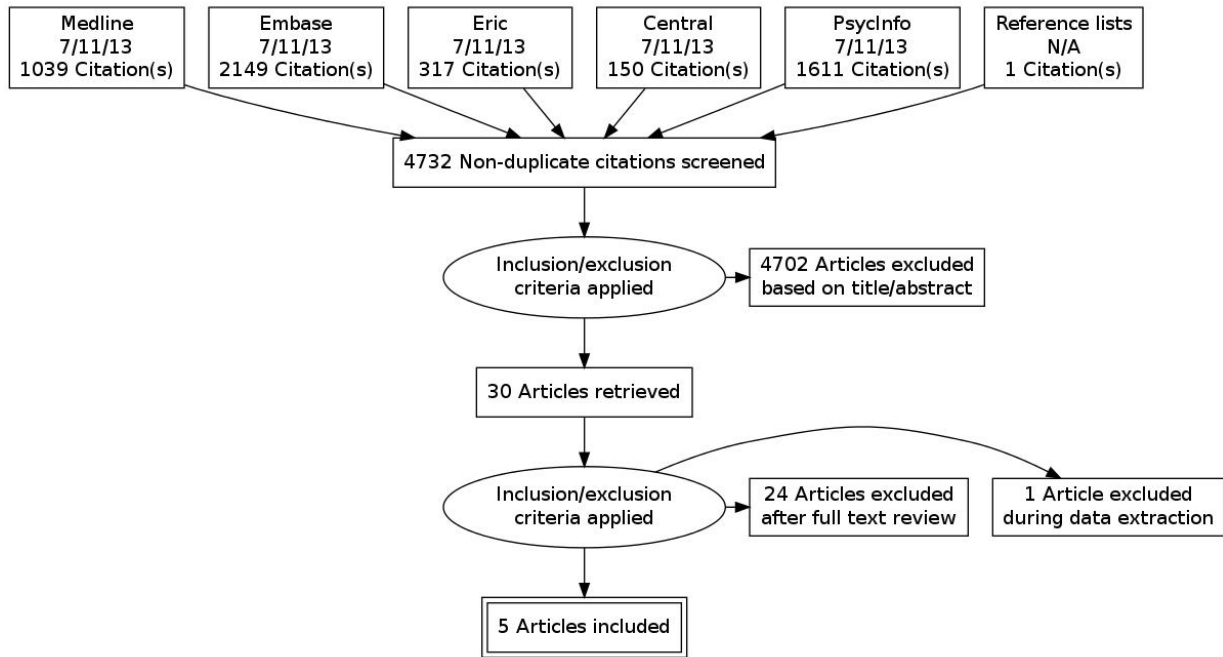 Medline
7/11/13
1039 Citation(s)
Embase
7/11/13
2149 Citation(s)
Eric
7/11/13
317 Citation(s)
Central
7/11/13
150 Citation(s)
PsycInfo
7/11/13
1611 Citation(s)
Reference lists
N/A
1 Citation(s)
4732 Non-duplicate citations screened
Inclusion/exclusion
criteria applied
4702 Articles excluded
based on title/abstract
30 Articles retrieved
Inclusion/exclusion
criteria applied
24 Articles excluded
after full text review
1 Article excluded
during data extraction
5 Articles included